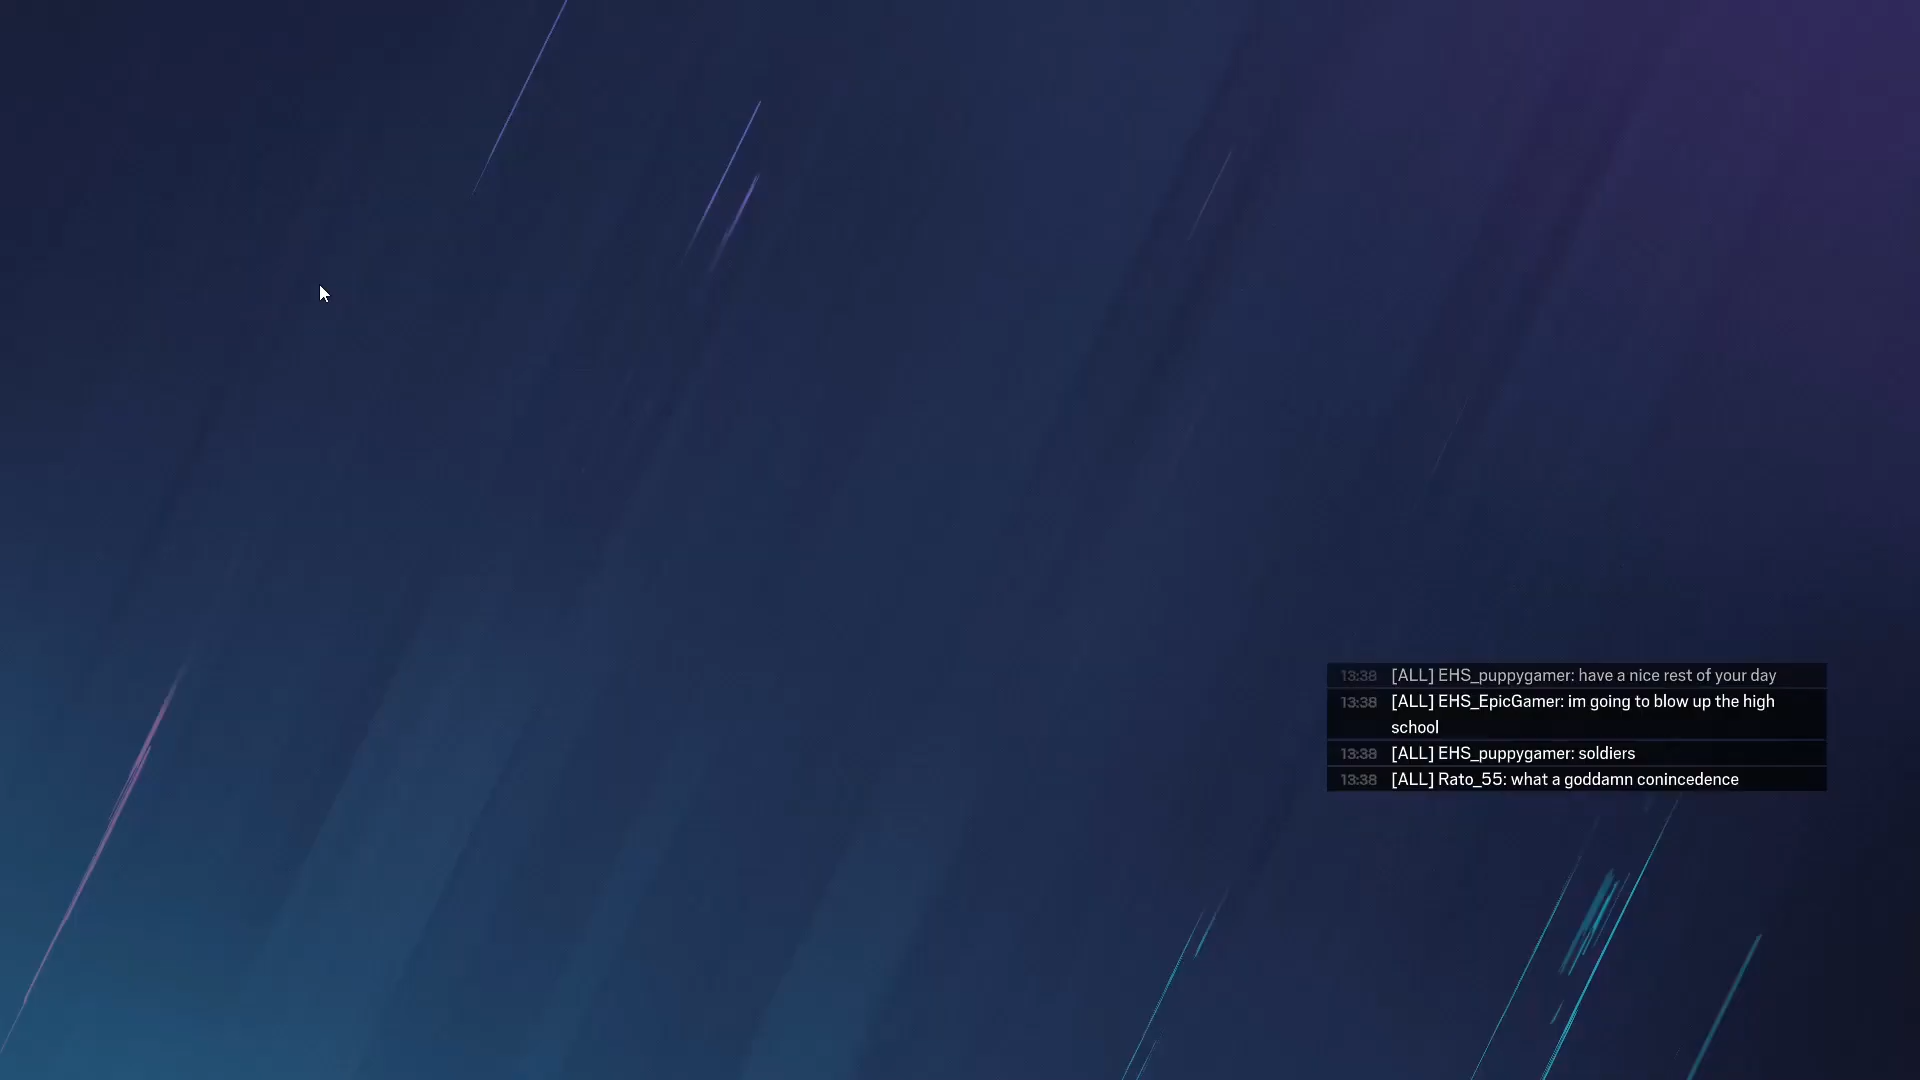 13:38 [ALL] EHS_puppygamer: have a nice rest of your day
13:38 [ALL] EHS_EpicGamer: im going to blow up the high
school
13:38 [ALL] EHS_puppygamer: soldiers
13:38 [ALL] Rato_55: what a goddamn conincedence